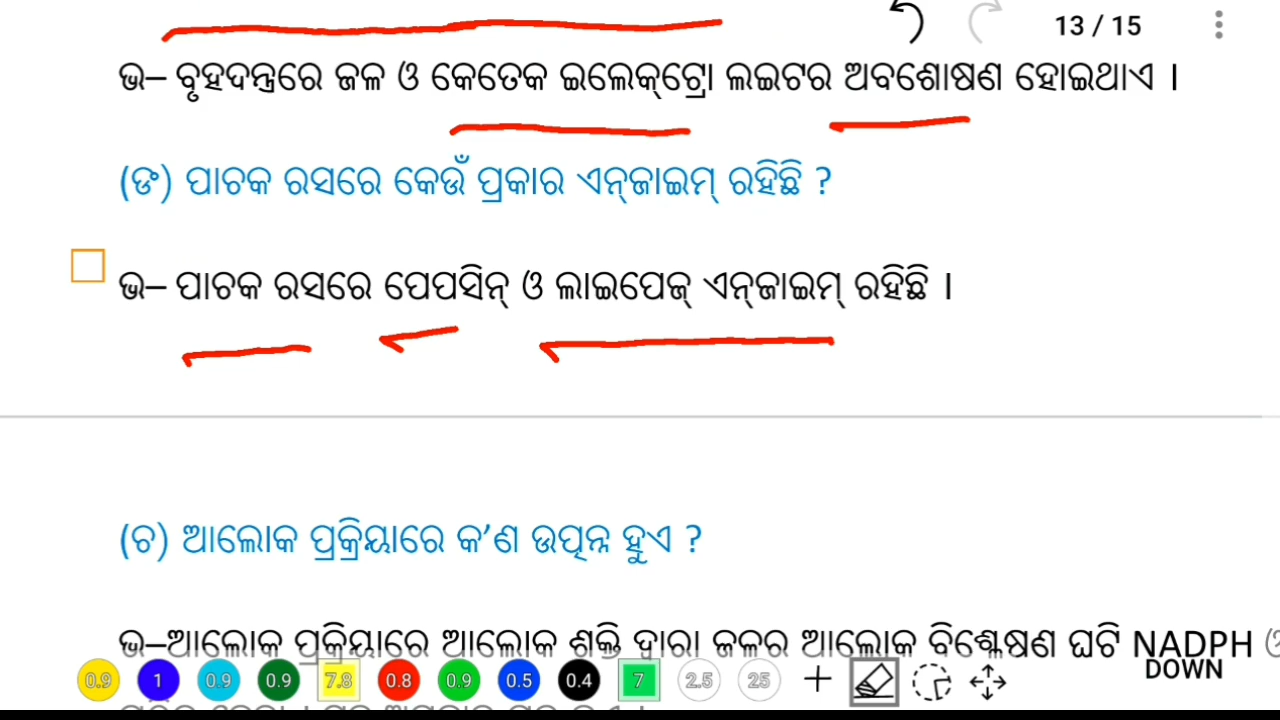 13 / 15
ଭ– ବୃହଦନ୍ତ୍ରରେ ଜଳ ଓ କେତେକ ଇଲେକ୍‌ଟ୍ରୋ ଲଇଟର ଅବଶୋଷଣ ହୋଇଥାଏ ।
(ଙ) ପାଚକ ରସରେ କେଉଁ ପ୍ରକାର ଏନ୍‌ଜାଇମ୍ ରହିଛି ?
ଭ– ପାଚକ ରସରେ ପେପସିନ୍ ଓ ଲାଇପେଜ୍ ଏନ୍‌ଜାଇମ୍ ରହିଛି ।
(ଚ) ଆଲୋକ ପ୍ରକ୍ରିୟାରେ କ'ଣ ଉତ୍ପନ୍ନ ହୁଏ ?
ଭ–ଆଲୋକ ପ୍ରକ୍ରିୟାରେ ଆଲୋକ ଶକ୍ତି ଦ୍ୱାରା ଜଳର ଆଲୋକ ବିଶ୍ଳେଷଣ ଘଟି NADPH
0.9 1 0.9 0.9 7.8 0.8 0.9 0.5 0.4 7 2.5 25 + DOWN